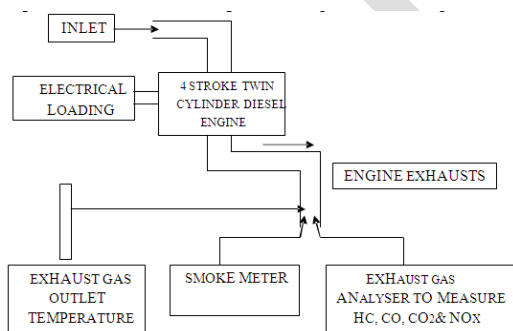 INLET
ELECTRICAL
LOADING
4 STROKE TWIN
CYLINDER DIESEL
ENGINE
ENGINE EXHAUSTS
EXHAUST GAS
OUTLET
TEMPERATURE
SMOKE METER
EXHAUST GAS
ANALYSER TO MEASURE
HC, CO, CO2& NOX